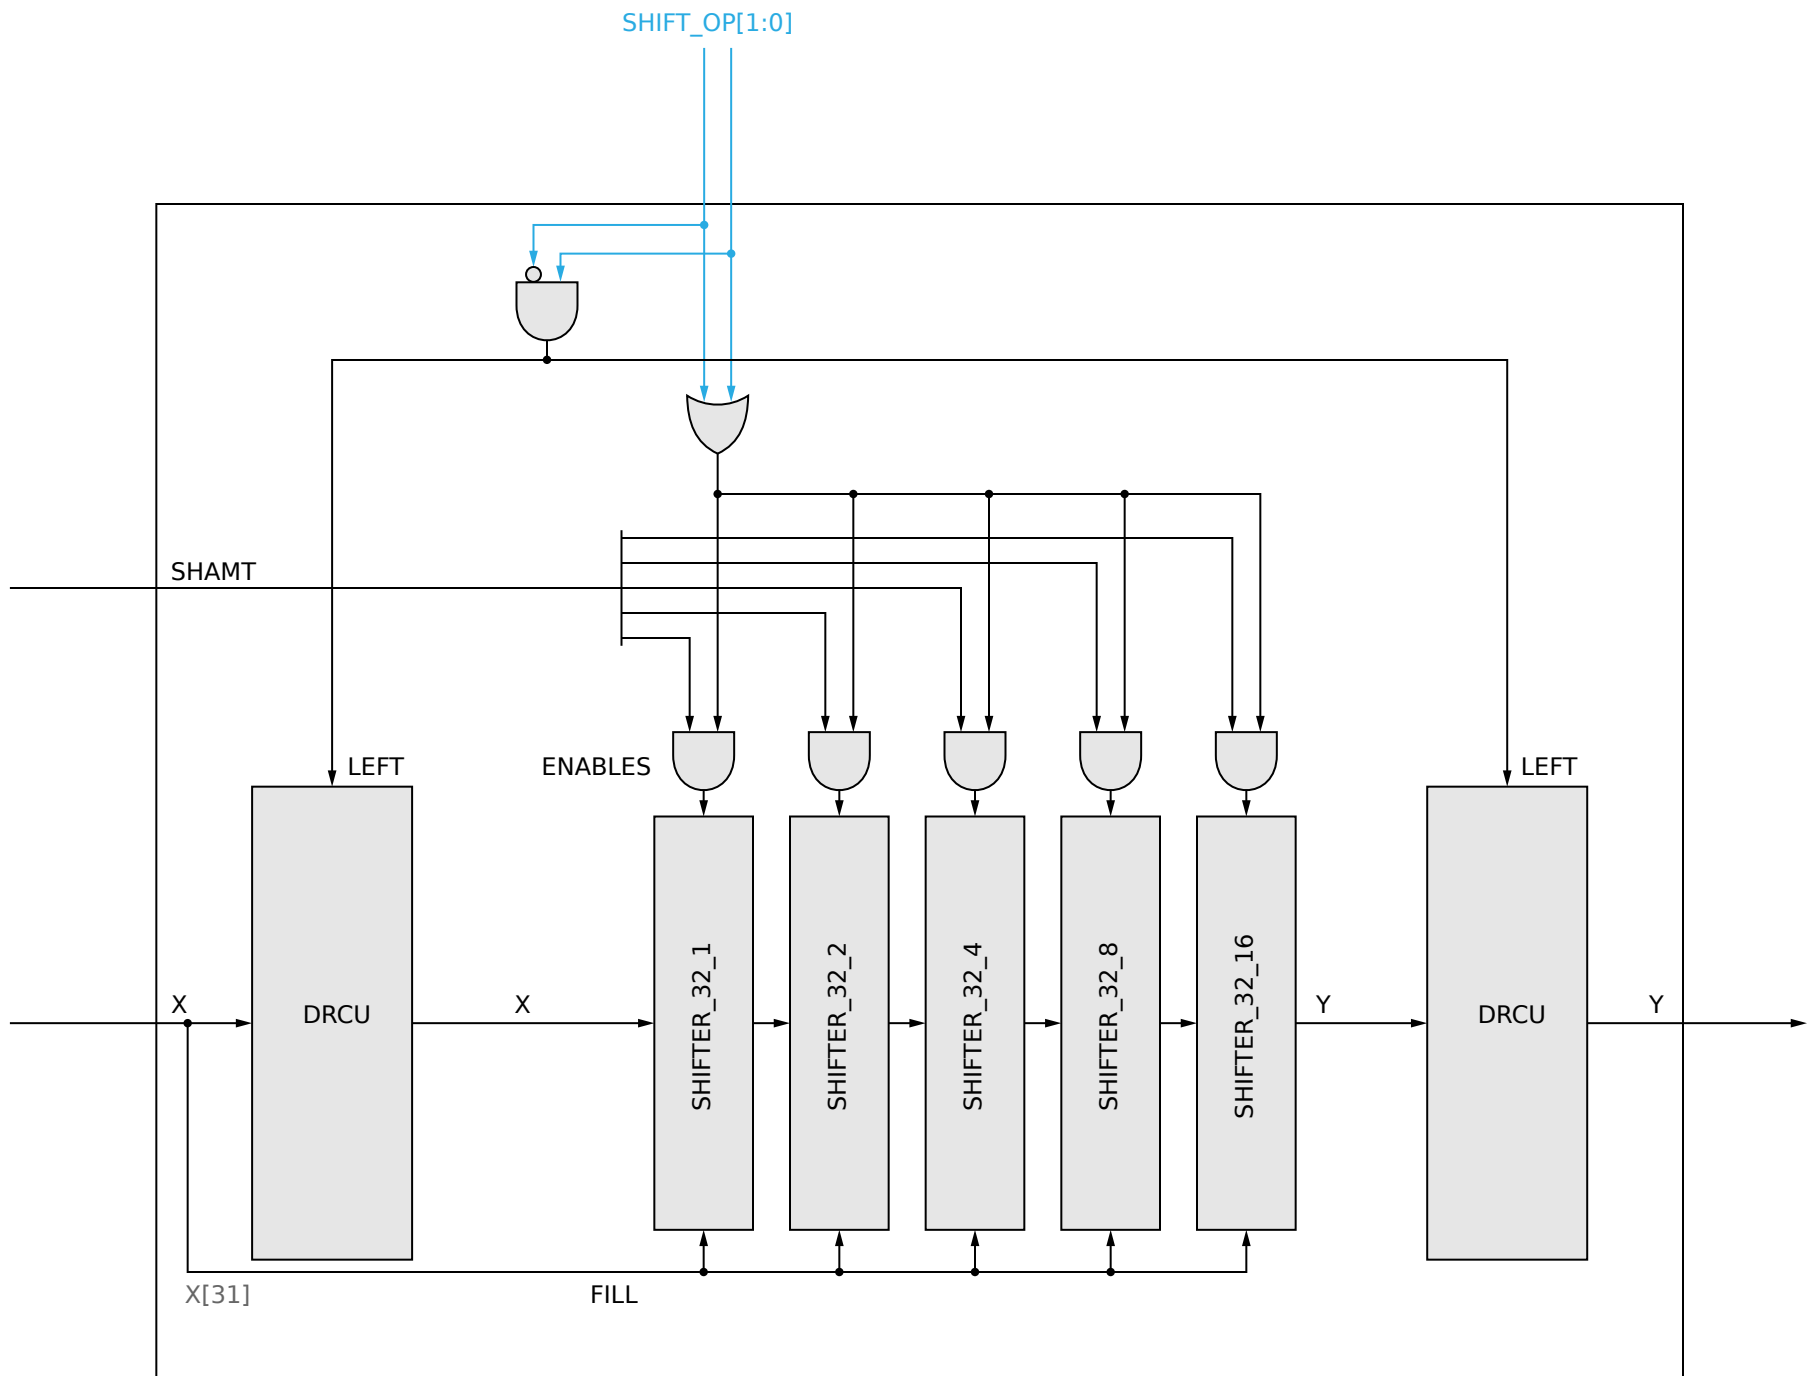 SHIFT_OP[1:0]
SHAMT
LEFT
ENABLES
LEFT
X
DRCU
X
SHIFTER_32_1
SHIFTER_32_2
SHIFTER_32_4
SHIFTER_32_8
SHIFTER_32_16
Y
DRCU
Y
X[31]
FILL